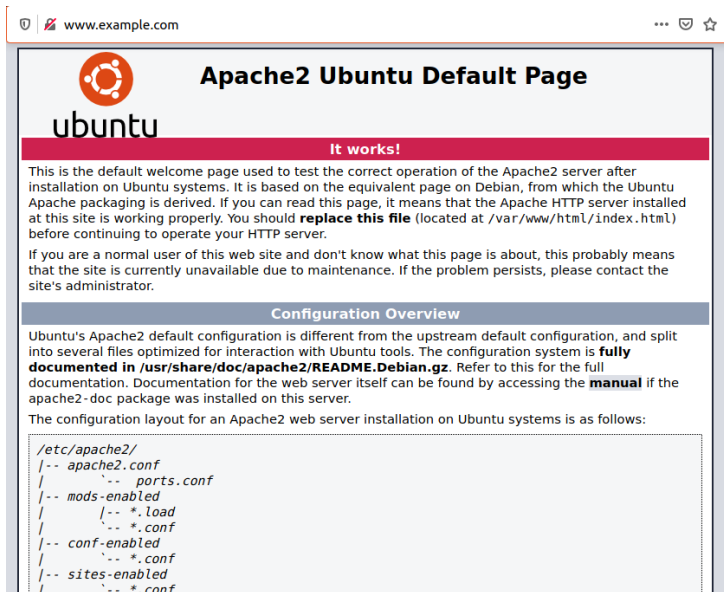 www.example.com
Apache2 Ubuntu Default Page
ubuntu
It works!
This is the default welcome page used to test the correct operation of the Apache2 server after
installation on Ubuntu systems. It is based on the equivalent page on Debian, from which the Ubuntu
Apache packaging is derived. If you can read this page, it means that the Apache HTTP server installed
at this site is working properly. You should replace this file (located at /var/www/html/index.html)
before continuing to operate your HTTP server.
If you are a normal user of this web site and don't know what this page is about, this probably means
that the site is currently unavailable due to maintenance. If the problem persists, please contact the
site's administrator.
Configuration Overview
Ubuntu's Apache2 default configuration is different from the upstream default configuration, and split
into several files optimized for interaction with Ubuntu tools. The configuration system is fully
documented in /usr/share/doc/apache2/README.Debian.gz. Refer to this for the full
documentation. Documentation for the web server itself can be found by accessing the manual if the
apache2-doc package was installed on this server.
The configuration layout for an Apache2 web server installation on Ubuntu systems is as follows:
/etc/apache2/
|-- apache2.conf
|       `--  ports.conf
|-- mods-enabled
|       |-- *.load
|       `-- *.conf
|-- conf-enabled
|       `-- *.conf
|-- sites-enabled
|       `-- *.conf